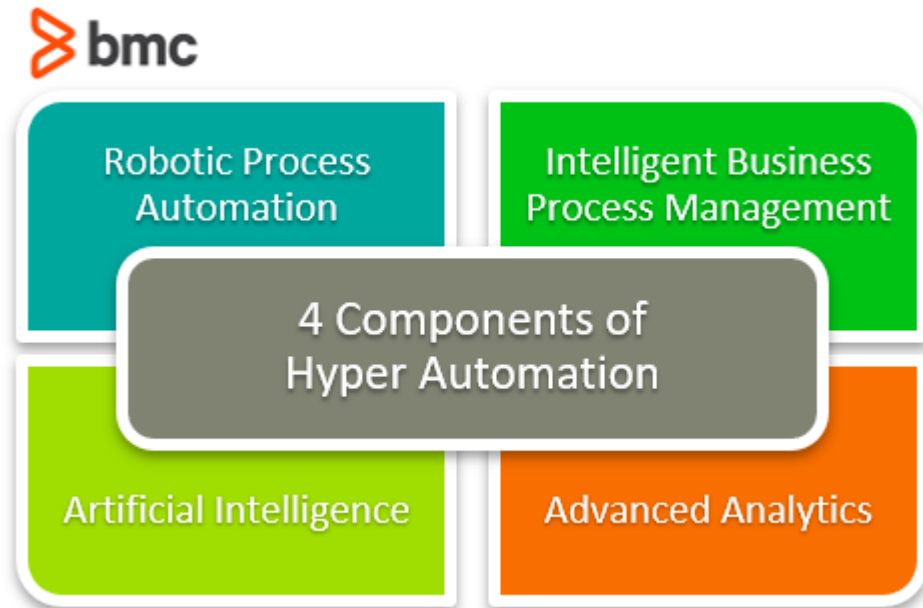 bmc
Robotic Process
Automation
Intelligent Business
Process Management
4 Components of
Hyper Automation
Artificial Intelligence
Advanced Analytics